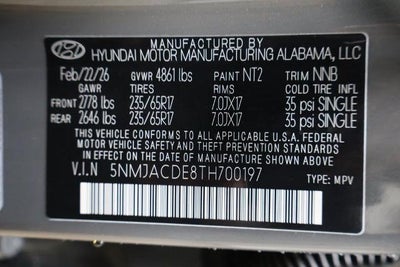 MANUFACTURED BY
HYUNDAI MOTOR MANUFACTURING ALABAMA, LLC
Feb/22/26 GVWR 4861 lbs PAINT NT2 TRIM NNB
GAWR TIRES RIMS COLD TIRE INFL
FRONT 2778 lbs 235/65R17 7.0JX17 35 psi SINGLE
REAR 2646 lbs 235/65R17 7.0JX17 35 psi SINGLE
THIS VEHICLE CONFORMS TO ALL APPLICABLE U.S.A. FEDERAL
MOTOR VEHICLE SAFETY AND THEFT PREVENTION STANDARDS
IN EFFECT ON THE DATE OF MANUFACTURE SHOWN ABOVE.
V.I.N 5NMJACDE8TH700197 TYPE: MPV